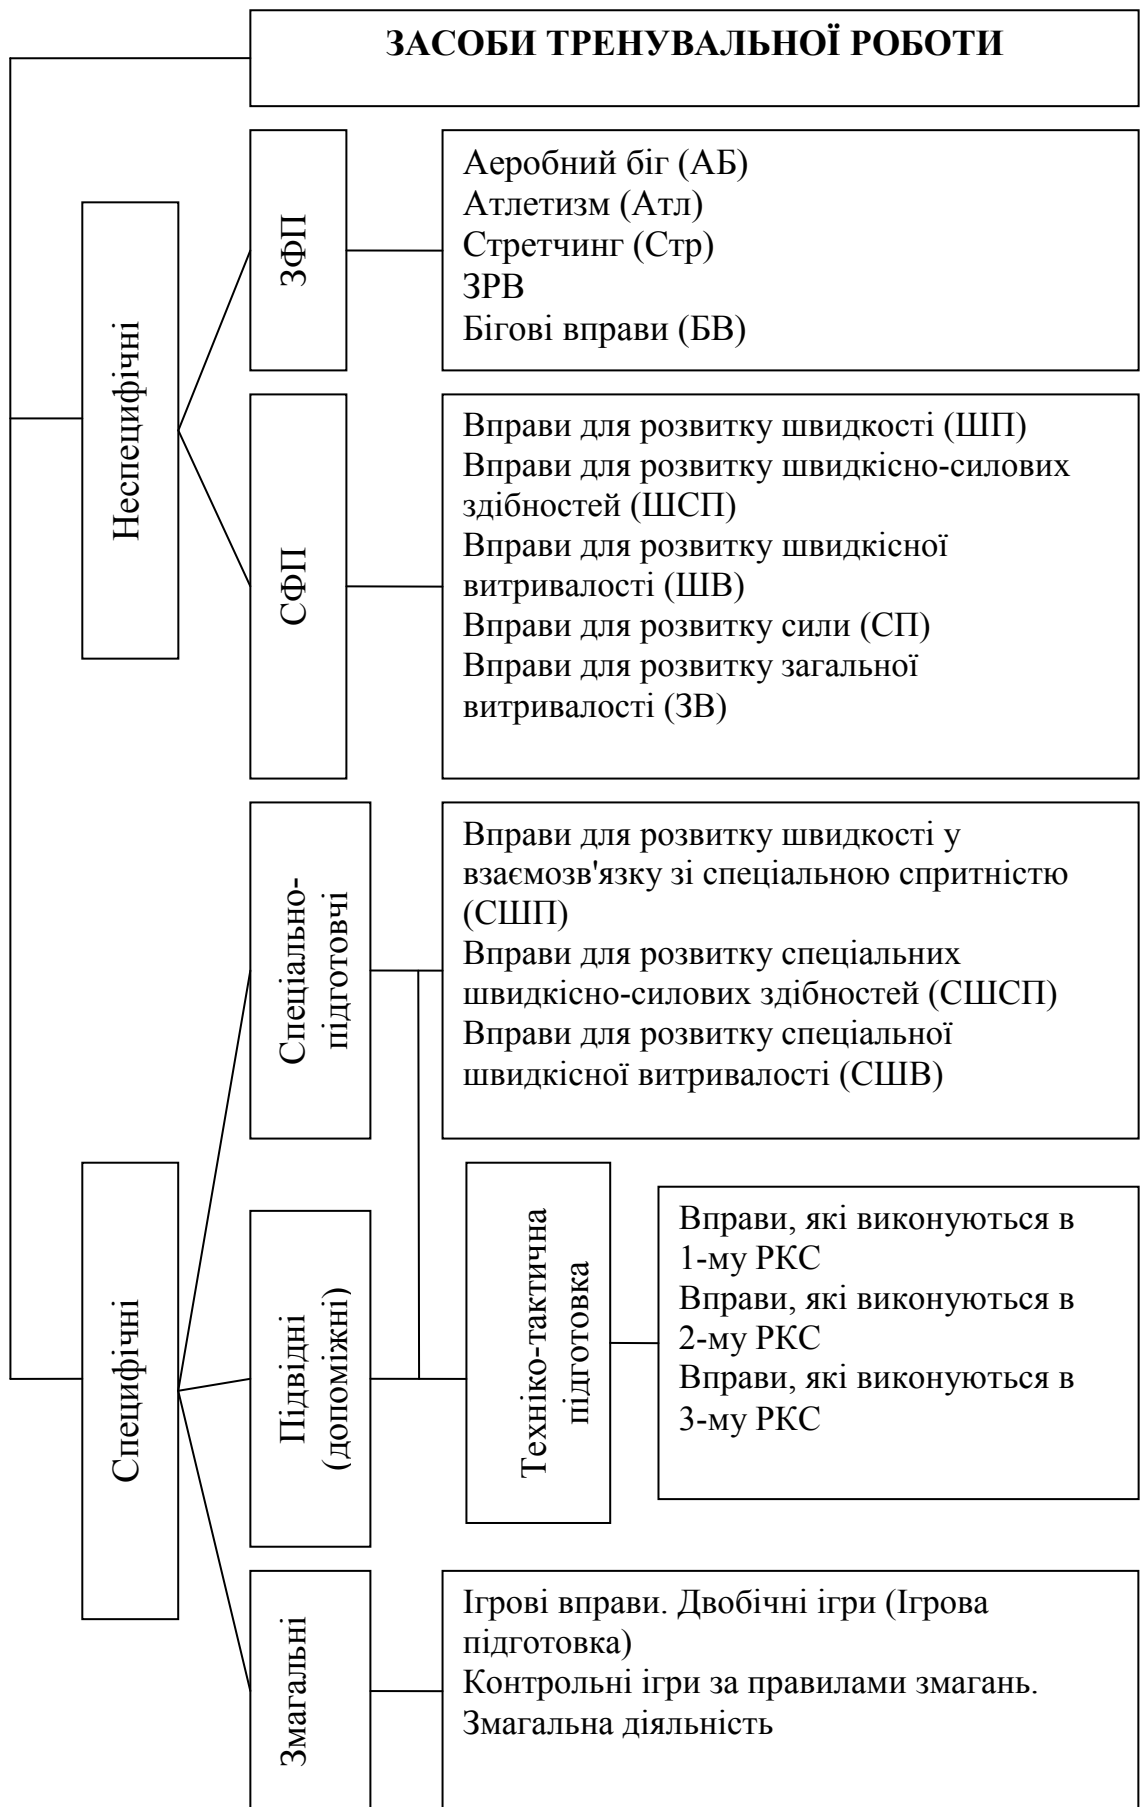 ЗАСОБИ ТРЕНУВАЛЬНОЇ РОБОТИ
Неспецифічні
ЗФП
Аеробний біг (АБ)
Атлетизм (Атл)
Стретчинг (Стр)
ЗРВ
Бігові вправи (БВ)
СФП
Вправи для розвитку швидкості (ШП)
Вправи для розвитку швидкісно-силових
здібностей (ШСП)
Вправи для розвитку швидкісної
витривалості (ШВ)
Вправи для розвитку сили (СП)
Вправи для розвитку загальної
витривалості (ЗВ)
Специфічні
Спеціально-
підготовчі
Вправи для розвитку швидкості у
взаємозв'язку зі спеціальною спритністю
(СШП)
Вправи для розвитку спеціальних
швидкісно-силових здібностей (СШСП)
Вправи для розвитку спеціальної
швидкісної витривалості (СШВ)
Підвідні
(допоміжні)
Техніко-тактична
підготовка
Вправи, які виконуються в
1-му РКС
Вправи, які виконуються в
2-му РКС
Вправи, які виконуються в
3-му РКС
Змагальні
Ігрові вправи. Двобічні ігри (Ігрова
підготовка)
Контрольні ігри за правилами змагань.
Змагальна діяльність